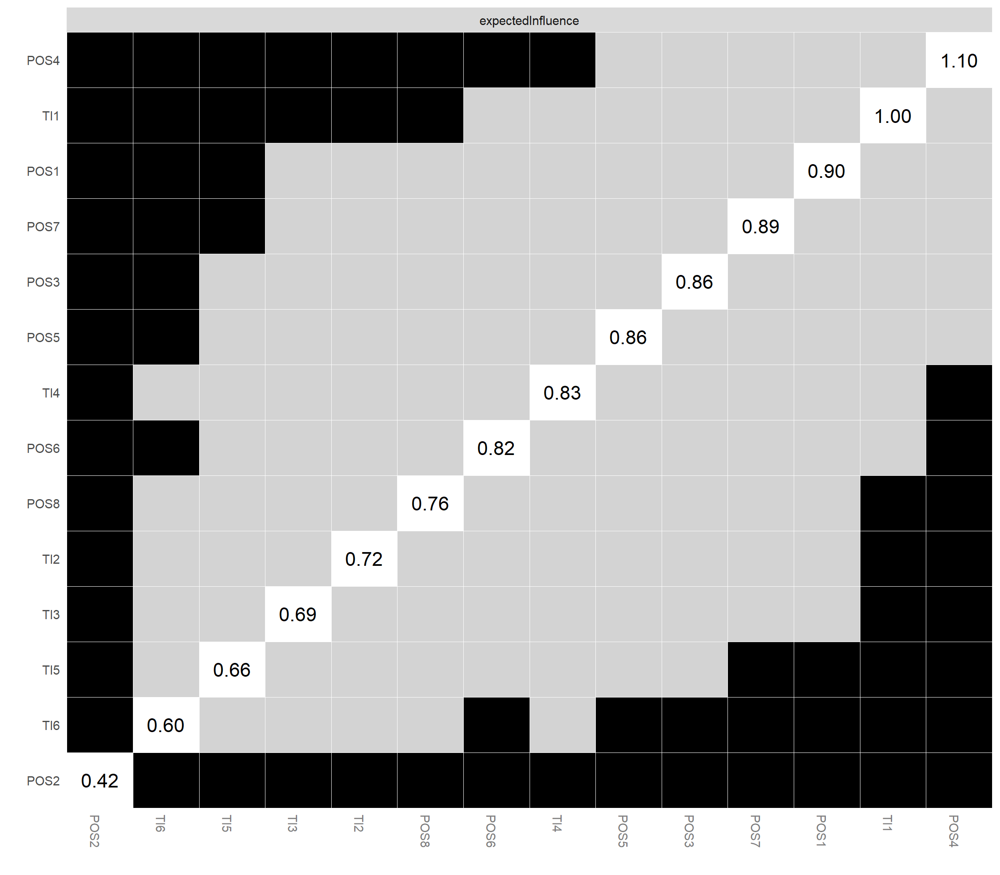 expectedInfluence
POS4 1.10
TI1 1.00
POS1 0.90
POS7 0.89
POS3 0.86
POS5 0.86
TI4 0.83
POS6 0.82
POS8 0.76
TI2 0.72
TI3 0.69
TI5 0.66
TI6 0.60
POS2 0.42
POS2 TI6 TI5 TI3 TI2 POS8 POS6 TI4 POS5 POS3 POS7 POS1 TI1 POS4